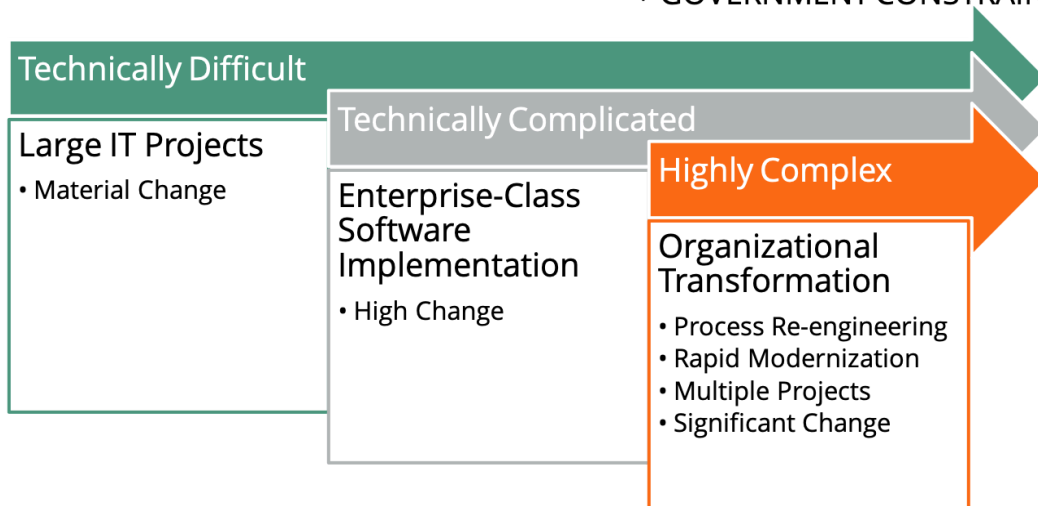 • GOVERNMENT
Technically Difficult
Large IT Projects
• Material Change
Technically Complicated
Enterprise-Class
Software
Implementation
• High Change
Highly Complex
Organizational
Transformation
• Process Re-engineering
• Rapid Modernization
• Multiple Projects
• Significant Change